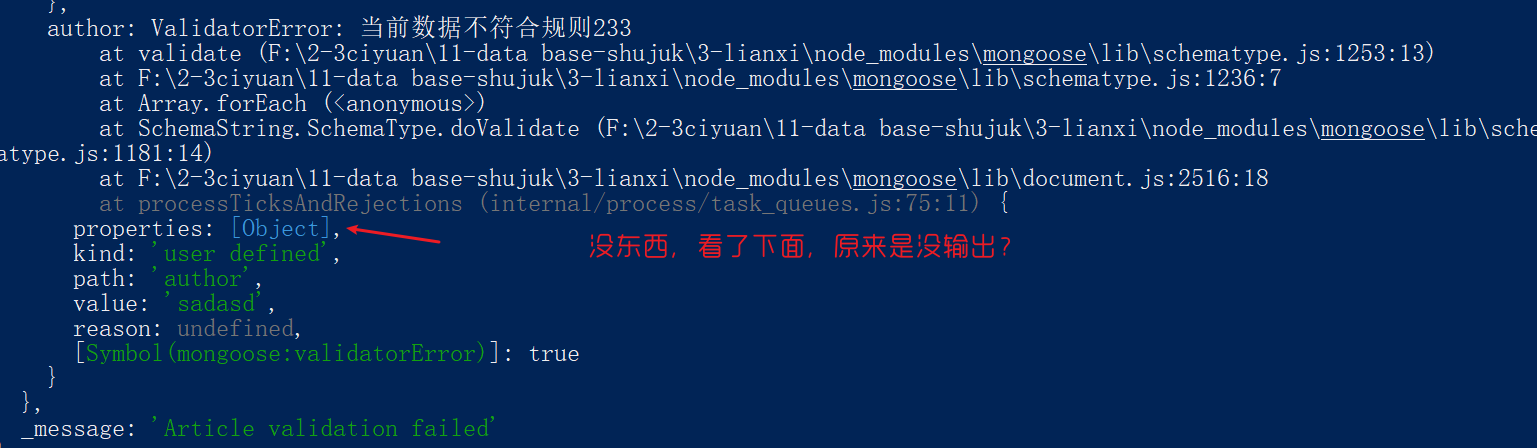 },
author: ValidatorError: 当前数据不符合规则233
at validate (F:\2-3ciyuan\11-data base-shujuk\3-lianxi\node_modules\mongoose\lib\schematype.js:1253:13)
at F:\2-3ciyuan\11-data base-shujuk\3-lianxi\node_modules\mongoose\lib\schematype.js:1236:7
at Array.forEach (<anonymous>)
at SchemaString.SchemaType.doValidate (F:\2-3ciyuan\11-data base-shujuk\3-lianxi\node_modules\mongoose\lib\sche
atype.js:1181:14)
at F:\2-3ciyuan\11-data base-shujuk\3-lianxi\node_modules\mongoose\lib\document.js:2516:18
at processTicksAndRejections (internal/process/task_queues.js:75:11) {
properties: [Object],
没东西，看了下面，原来是没输出？
kind: 'user defined',
path: 'author',
value: 'sadasd',
reason: undefined,
[Symbol(mongoose:validatorError)]: true
}
},
_message: 'Article validation failed'